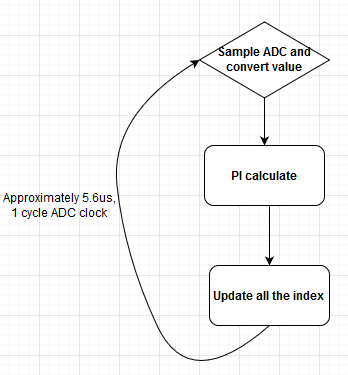 Sample ADC and
convert value
PI calculate
Approximately 5.6us,
1 cycle ADC clock
Update all the index